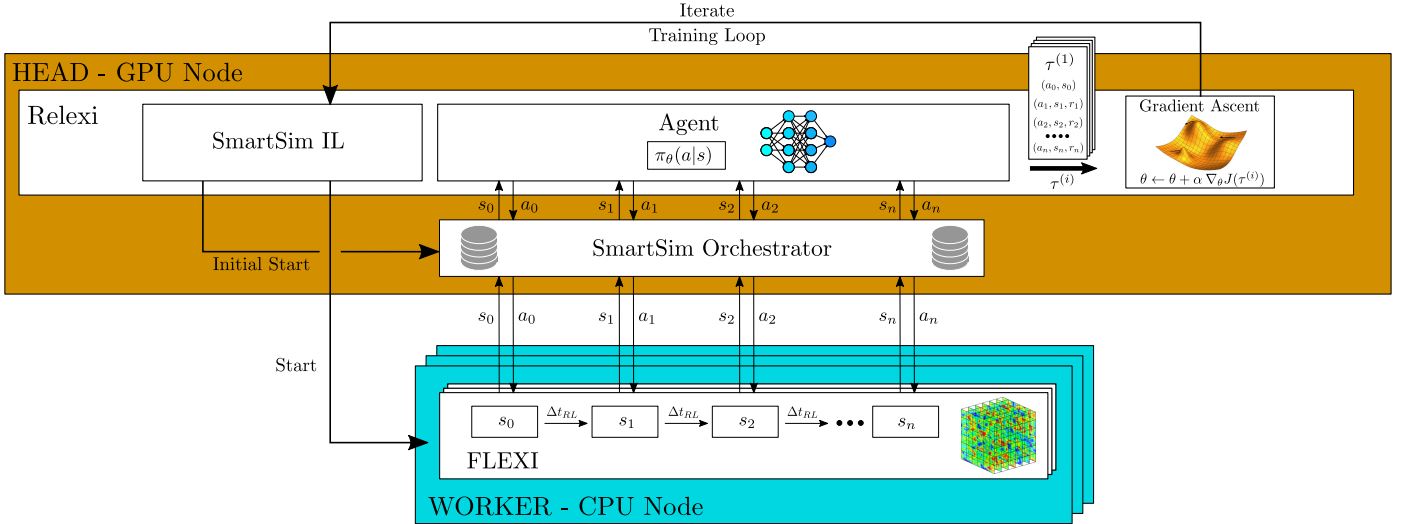 Iterate
Training Loop
HEAD - GPU Node
Relexi
SmartSim IL
Agent
π_θ(a|s)
τ^(1)
(a_0, s_0)
(a_1, s_1, r_1)
(a_2, s_2, r_2)
••••
(a_n, s_n, r_n)
τ^(i)
Gradient Ascent
θ ← θ + α ∇_θ J(τ^(i))
s_0 a_0 s_1 a_1 s_2 a_2 s_n a_n
SmartSim Orchestrator
Initial Start
s_0 a_0 s_1 a_1 s_2 a_2 s_n a_n
Start
s_0 Δt_RL s_1 Δt_RL s_2 Δt_RL ••• s_n
FLEXI
WORKER - CPU Node